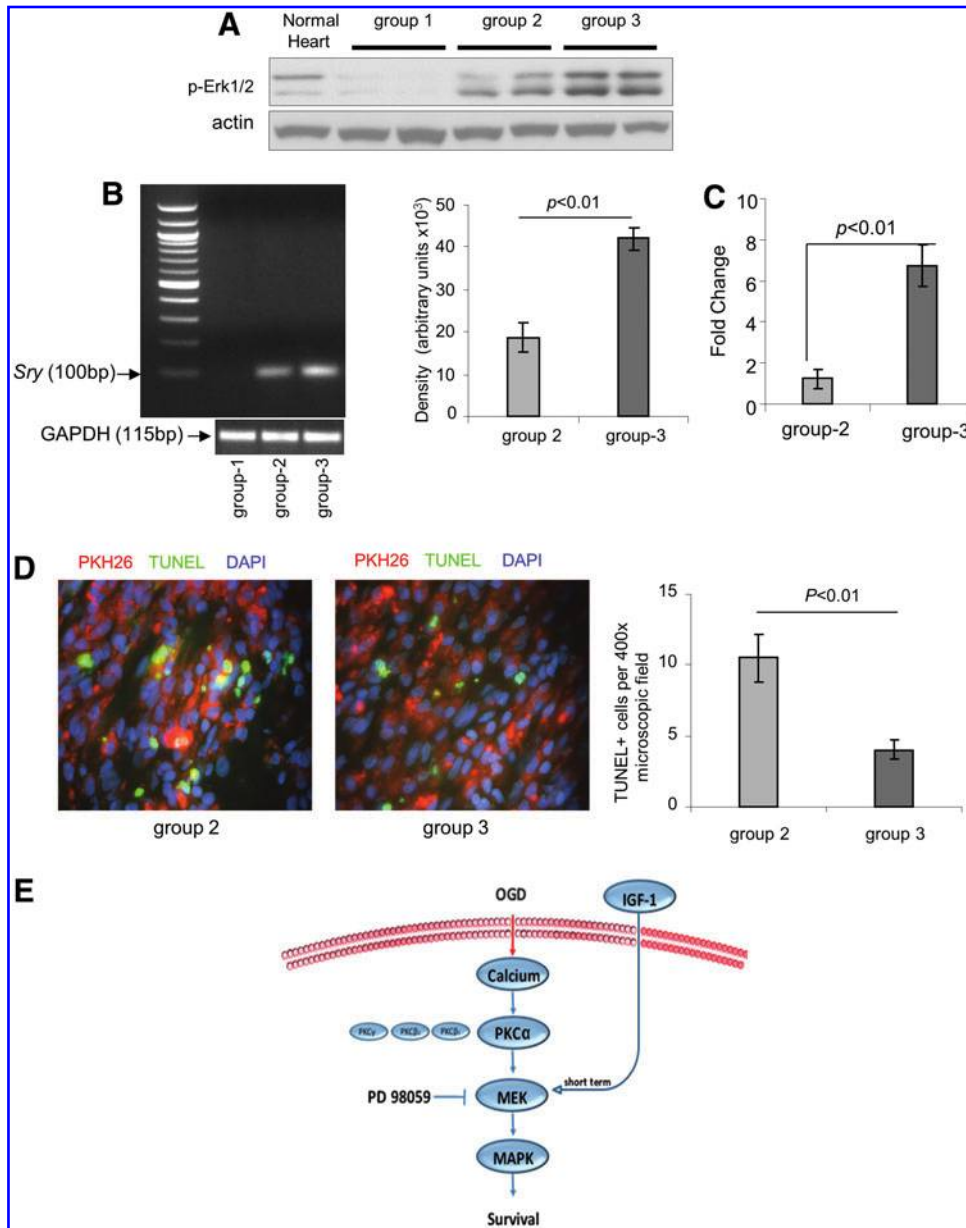 A
Normal Heart
group 1
group 2
group 3
p-Erk1/2
actin
B
Sry (100bp)
GAPDH (115bp)
group-1
group-2
group-3
Density (arbitrary units x10³)
50
40
30
20
10
0
p<0.01
group 2
group-3
C
Fold Change
10
8
6
4
2
0
p<0.01
group-2
group-3
D
PKH26 TUNEL DAPI
group 2
PKH26 TUNEL DAPI
group 3
TUNEL+ cells per 400x
microscopic field
15
10
5
0
P<0.01
group 2
group 3
E
OGD
IGF-1
Calcium
PKCγ
PKCα
short term
PD 98059
MEK
MAPK
Survival